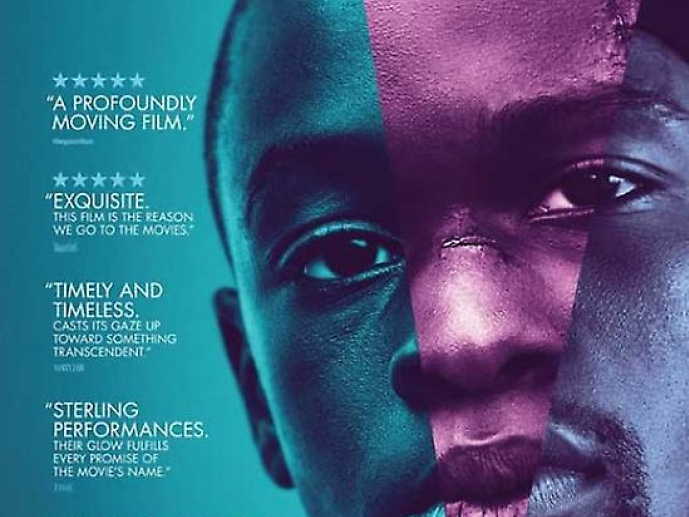 "A PROFOUNDLY
MOVING FILM."
"EXQUISITE.
THIS FILM IS THE REASON
WE GO TO THE MOVIES."
"TIMELY AND
TIMELESS.
CASTS ITS GAZE UP
TOWARD SOMETHING
TRANSCENDENT."
"STERLING
PERFORMANCES.
THEIR GLOW FULFILLS
EVERY PROMISE OF
THE MOVIE'S NAME."